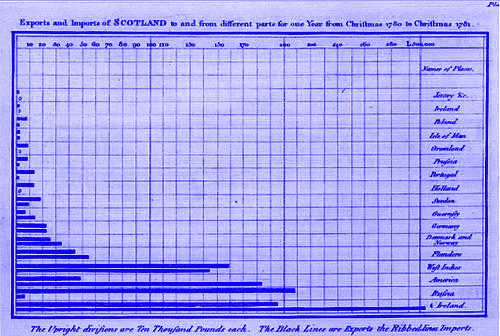 Pla
Exports and Imports of SCOTLAND to and from different parts for one Year from Christmas 1780 to Christmas 1781.
10 20 30 40 50 60 70 80 90 100 110 130 150 170 200 220 240 260 280 L300,000
Names of Places.
Jersey &c.
Ireland
Poland
Isle of Man
Greenland
Prussia
Portugal
Holland
Sweden
Guernsey
Germany
Denmark and
Norway
Flanders
West Indies
America
Russia
Ireland
The Upright divisions are Ten Thousand Pounds each. The Black Lines are Exports the Ribbed lines Imports.